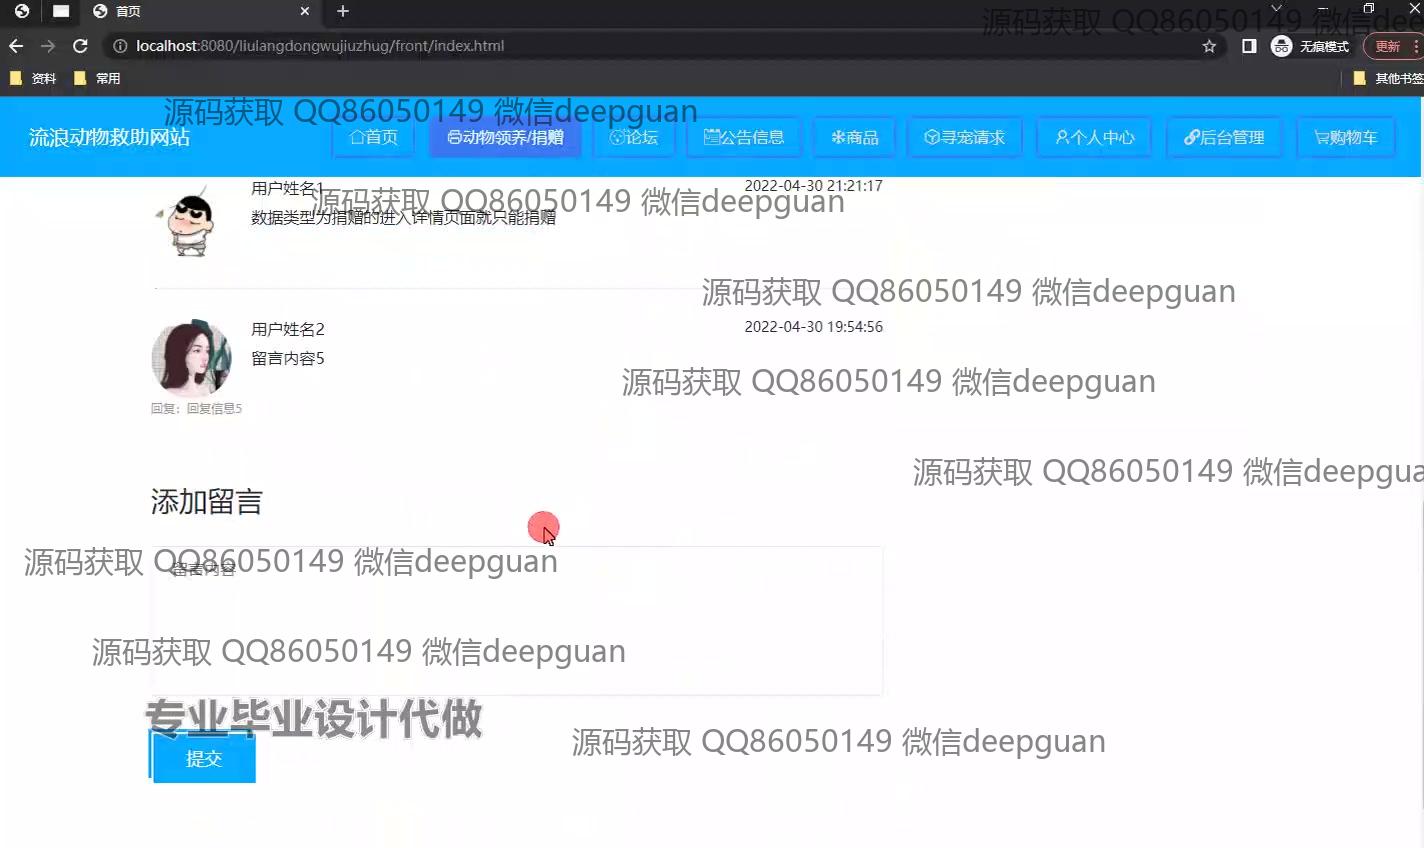 首页
localhost:8080/liulangdongwujiuzhug/front/index.html
无痕模式
更新
资料
常用
其他书签
源码获取 QQ86050149 微信dee
源码获取 QQ86050149 微信deepguan
流浪动物救助网站
首页
动物领养/捐赠
论坛
公告信息
商品
寻宠请求
个人中心
后台管理
购物车
用户姓名1
2022-04-30 21:21:17
源码获取 QQ86050149 微信deepguan
数据类型为捐赠的进入详情页面就只能捐赠
源码获取 QQ86050149 微信deepguan
用户姓名2
2022-04-30 19:54:56
留言内容5
源码获取 QQ86050149 微信deepguan
回复：回复信息5
源码获取 QQ86050149 微信deepgua
添加留言
源码获取 QQ86050149 微信deepguan
留言内容
源码获取 QQ86050149 微信deepguan
专业毕业设计代做
源码获取 QQ86050149 微信deepguan
提交